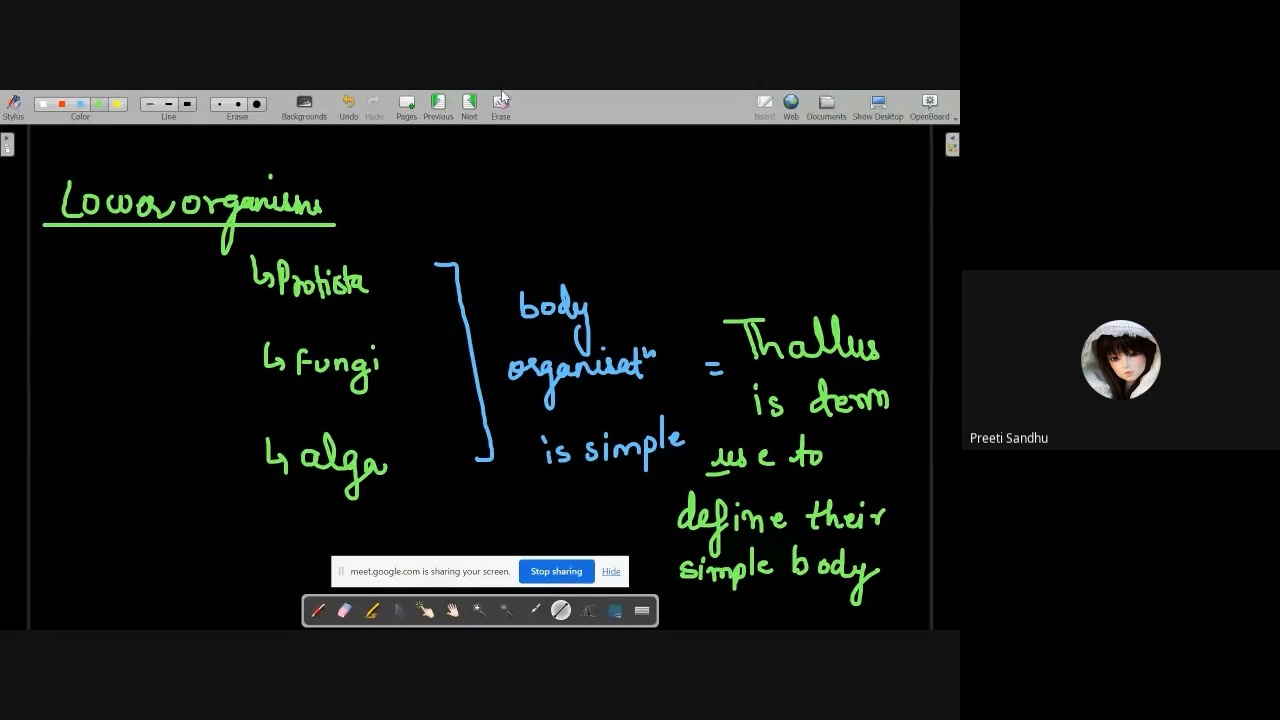 Stylus Color Line Eraser Backgrounds Undo Redo Pages Previous Next Erase Board Web Documents Show Desktop OpenBoard
Lower organisms
↳ Protista
↳ Fungi
↳ alga
body
organisatⁿ
is simple
= Thallus
is term
use to
define their
simple body
meet.google.com is sharing your screen. Stop sharing Hide
Preeti Sandhu